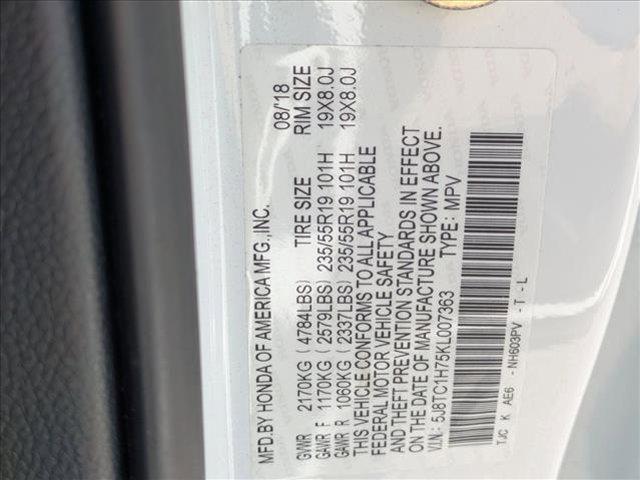 MFD.BY HONDA OF AMERICA MFG.,INC. 08/'18
GVWR 2170KG (4784LBS) TIRE SIZE RIM SIZE
GAWR F 1170KG (2579LBS) 235/55R19 101H 19X8.0J
GAWR R 1060KG (2337LBS) 235/55R19 101H 19X8.0J
THIS VEHICLE CONFORMS TO ALL APPLICABLE
FEDERAL MOTOR VEHICLE SAFETY
AND THEFT PREVENTION STANDARDS IN EFFECT
ON THE DATE OF MANUFACTURE SHOWN ABOVE.
V.I.N.: 5J8TC1H75KL007363 TYPE: MPV
TJC K AE6 - NH603PV - T - L